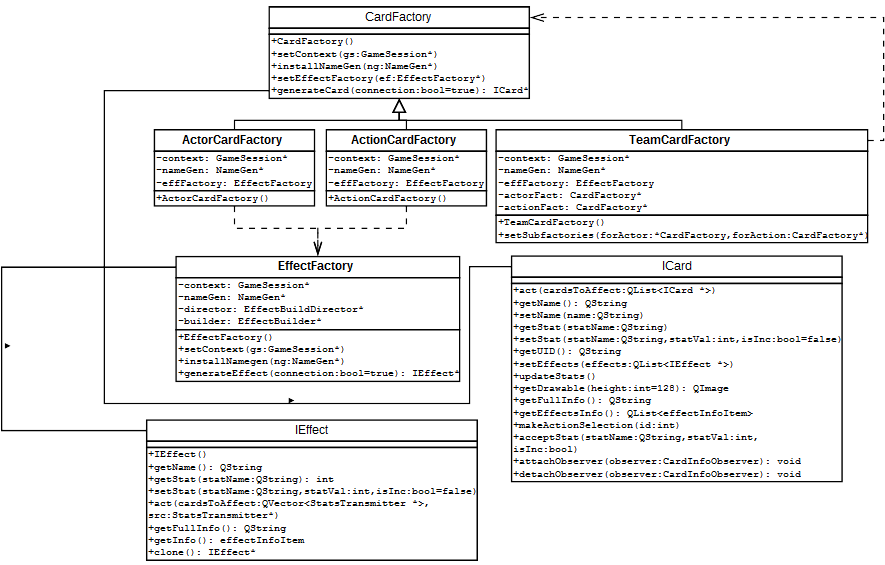 CardFactory
+CardFactory()
+setContext(gs:GameSession*)
+installNameGen(ng:NameGen*)
+setEffectFactory(ef:EffectFactory*)
+generateCard(connection:bool=true): ICard*
ActorCardFactory
-context: GameSession*
-nameGen: NameGen*
-effFactory: EffectFactory
+ActorCardFactory()
ActionCardFactory
-context: GameSession*
-nameGen: NameGen*
-effFactory: EffectFactory
+ActionCardFactory()
TeamCardFactory
-context: GameSession*
-nameGen: NameGen*
-effFactory: EffectFactory
-actorFact: CardFactory*
-actionFact: CardFactory*
+TeamCardFactory()
+setSubfactories(forActor:*CardFactory,forAction:CardFactory*)
EffectFactory
-context: GameSession*
-nameGen: NameGen*
-director: EffectBuildDirector*
-builder: EffectBuilder*
+EffectFactory()
+setContext(gs:GameSession*)
+installNamegen(ng:NameGen*)
+generateEffect(connection:bool=true): IEffect*
ICard
+act(cardsToAffect:QList<ICard *>)
+getName(): QString
+setName(name:QString)
+getStat(statName:QString)
+setStat(statName:QString,statVal:int,isInc:bool=false)
+getUID(): QString
+setEffects(effects:QList<IEffect *>)
+updateStats()
+getDrawable(height:int=128): QImage
+getFullInfo(): QString
+getEffectsInfo(): QList<effectInfoItem>
+makeActionSelection(id:int)
+acceptStat(statName:QString,statVal:int,
isInc:bool)
+attachObserver(observer:CardInfoObserver): void
+detachObserver(observer:CardInfoObserver): void
IEffect
+IEffect()
+getName(): QString
+getStat(statName:QString): int
+setStat(statName:QString,statVal:int,isInc:bool=false)
+act(cardsToAffect:QVector<StatsTransmitter *>,
src:StatsTransmitter*)
+getFullInfo(): QString
+getInfo(): effectInfoItem
+clone(): IEffect*